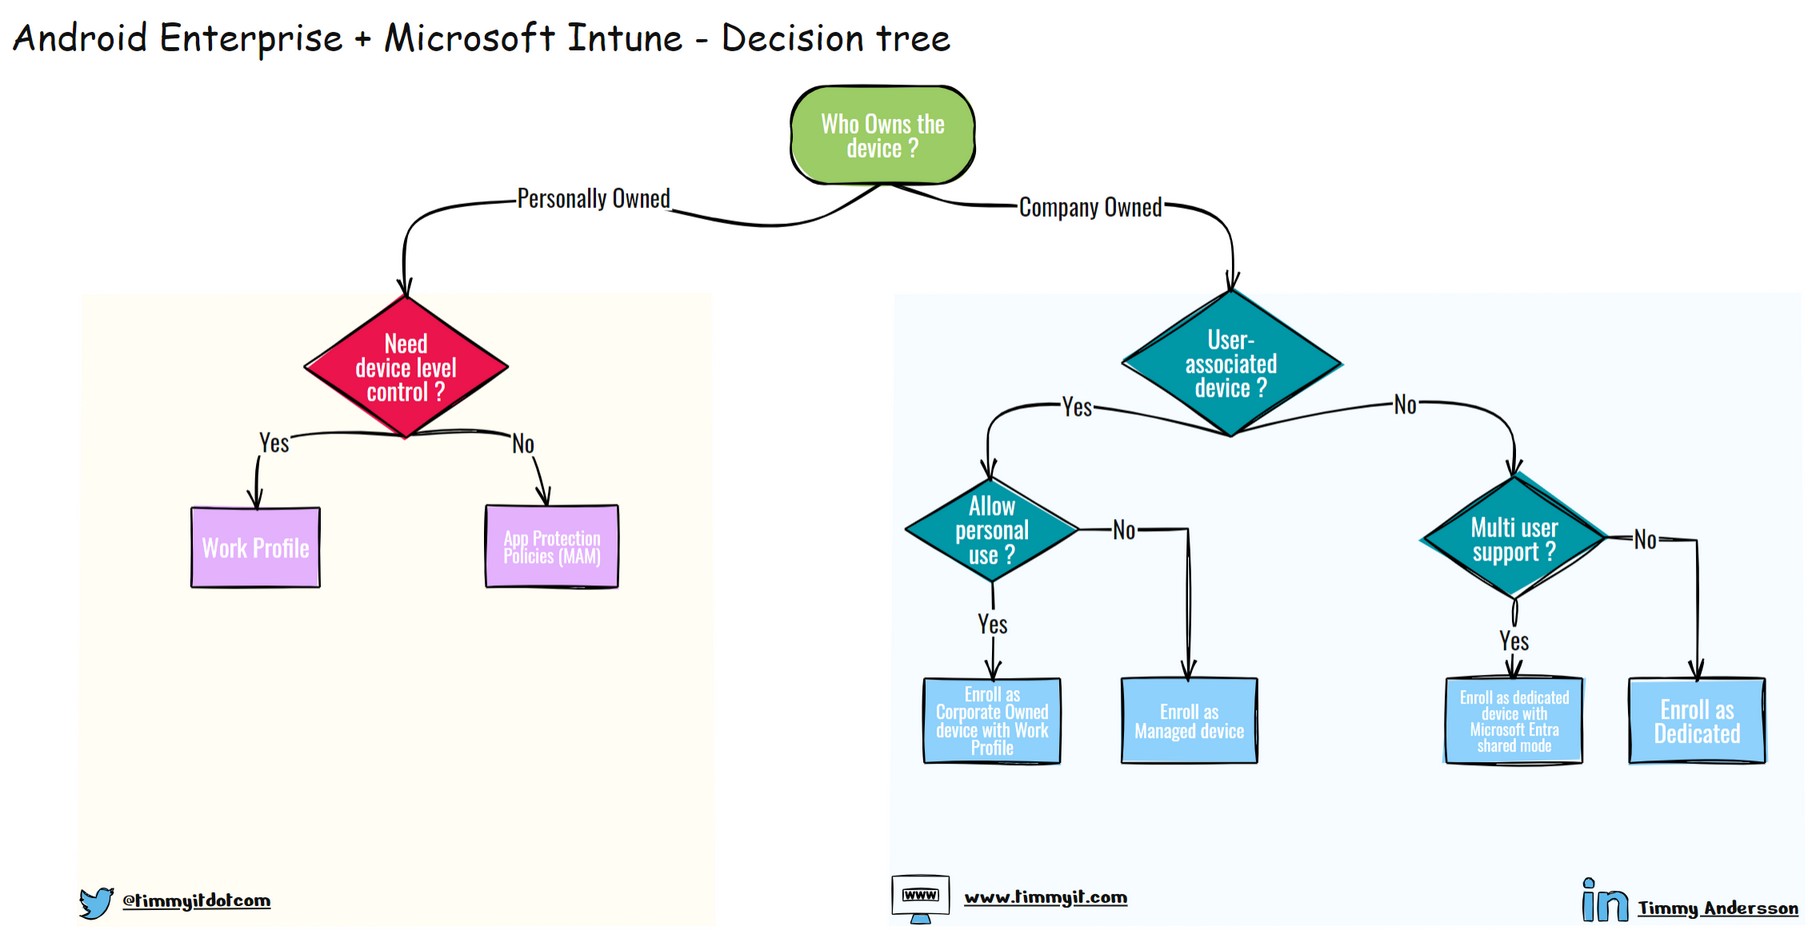 Android Enterprise + Microsoft Intune - Decision tree
Who Owns the
device ?
Personally Owned
Company Owned
Need
device level
control ?
Yes
No
Work Profile
App Protection
Policies (MAM)
User-
associated
device ?
Yes
No
Allow
personal
use ?
No
Yes
Multi user
support ?
No
Yes
Enroll as
Corporate Owned
device with Work
Profile
Enroll as
Managed device
Enroll as dedicated
device with
Microsoft Entra
shared mode
Enroll as
Dedicated
@timmyitdotcom
WWW
www.timmyit.com
in
Timmy Andersson